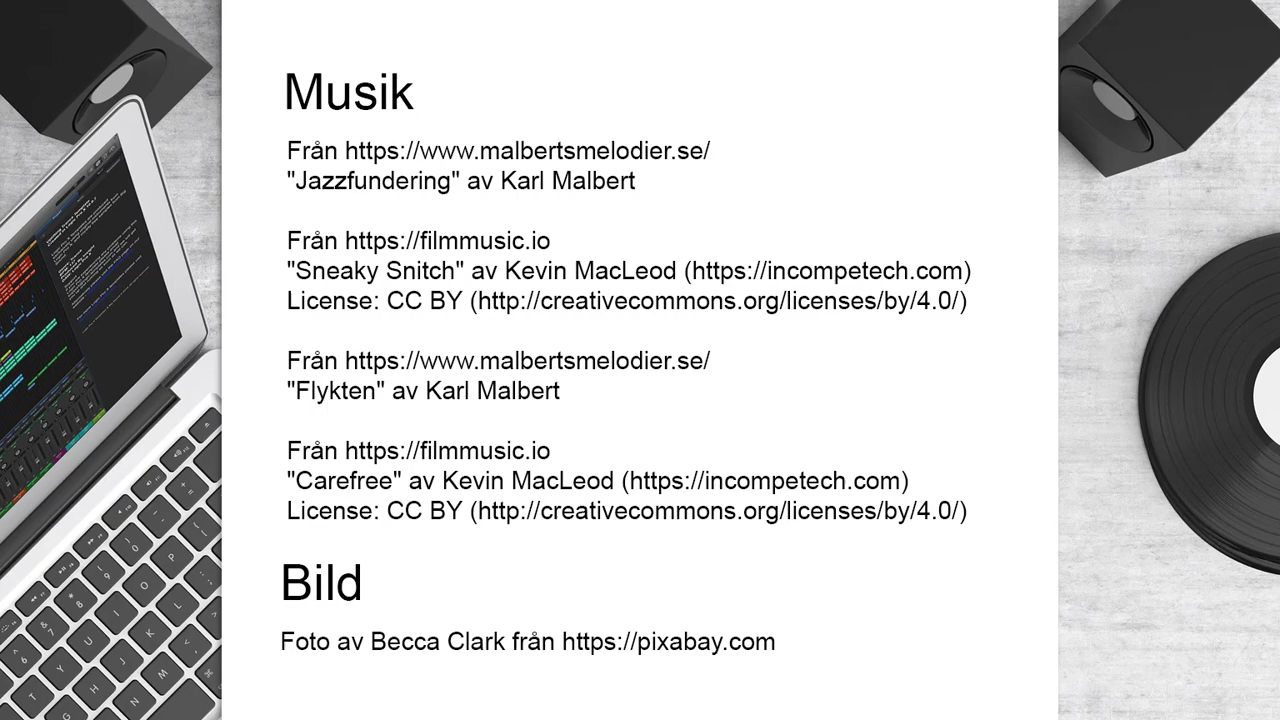 Musik
Från https://www.malbertsmelodier.se/
"Jazzfundering" av Karl Malbert
Från https://filmmusic.io
"Sneaky Snitch" av Kevin MacLeod (https://incompetech.com)
License: CC BY (http://creativecommons.org/licenses/by/4.0/)
Från https://www.malbertsmelodier.se/
"Flykten" av Karl Malbert
Från https://filmmusic.io
"Carefree" av Kevin MacLeod (https://incompetech.com)
License: CC BY (http://creativecommons.org/licenses/by/4.0/)
Bild
Foto av Becca Clark från https://pixabay.com